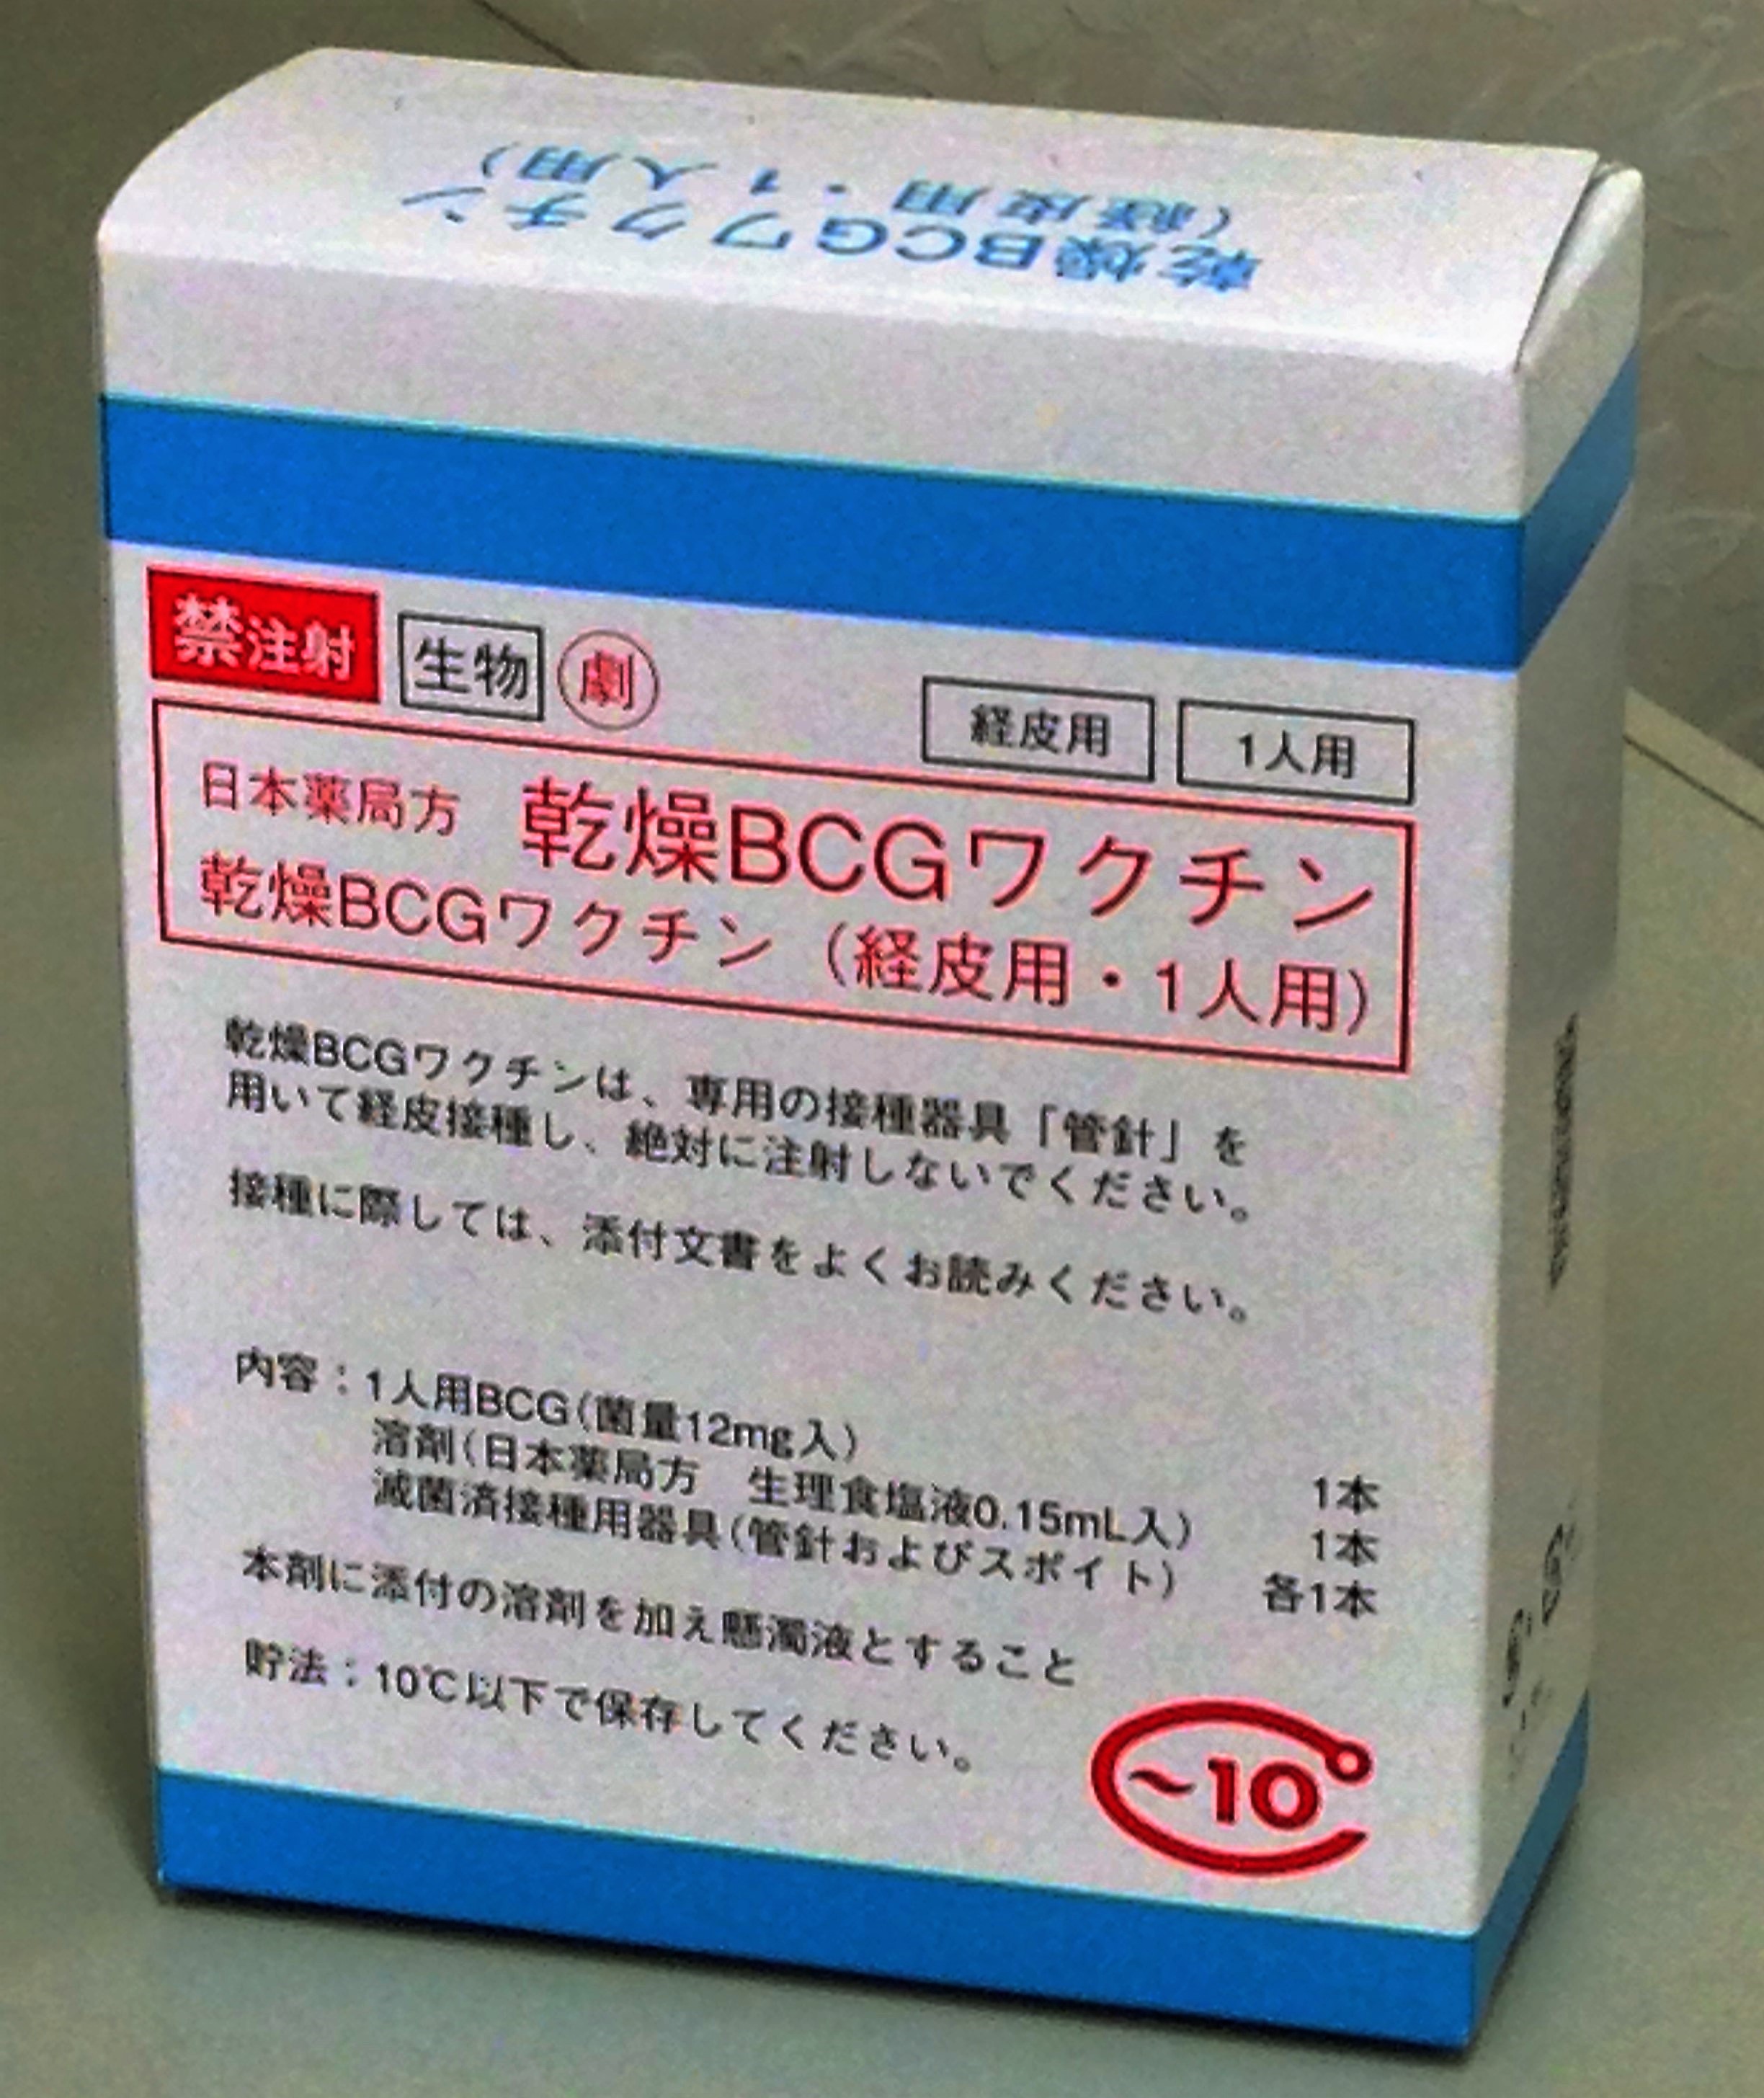 乾燥BCGワクチン
(経皮用・1人用)
禁注射 生物 劇 経皮用 1人用
日本薬局方 乾燥BCGワクチン
乾燥BCGワクチン（経皮用・1人用）
乾燥BCGワクチンは、専用の接種器具「管針」を
用いて経皮接種し、絶対に注射しないでください。
接種に際しては、添付文書をよくお読みください。
内容：1人用BCG(菌量12mg入) 1本
溶剤(日本薬局方 生理食塩液0.15mL入) 1本
滅菌済接種用器具(管針およびスポイト) 各1本
本剤に添付の溶剤を加え懸濁液とすること
貯法：10℃以下で保存してください。
~10°